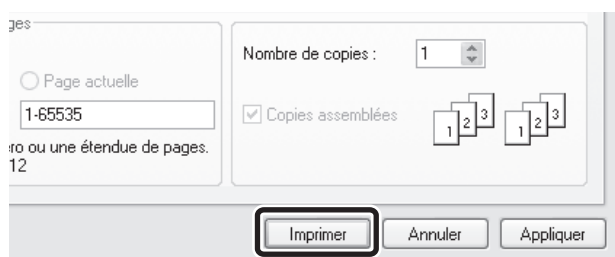 ges
Page actuelle
1-65535
ro ou une étendue de pages.
12
Nombre de copies :
1
Copies assemblées
1 2 3 1 2 3
Imprimer Annuler Appliquer